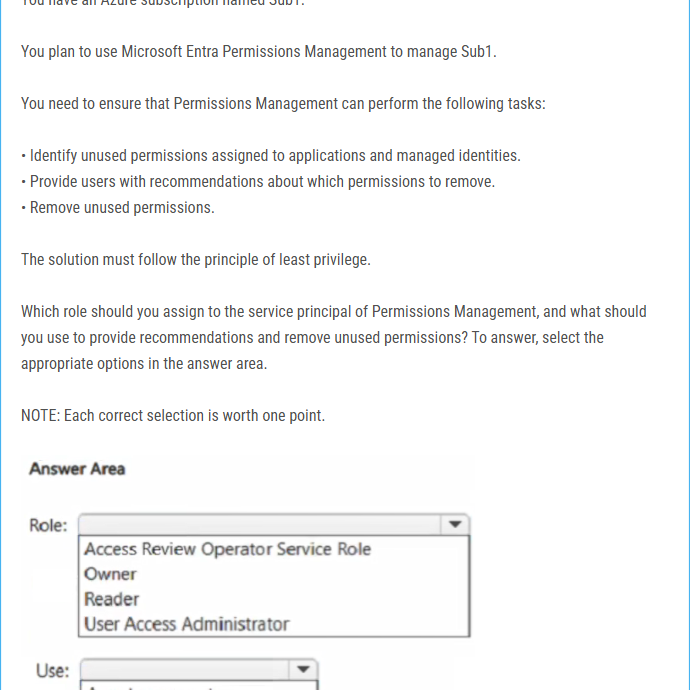 You have an Azure subscription named Sub1.
You plan to use Microsoft Entra Permissions Management to manage Sub1.
You need to ensure that Permissions Management can perform the following tasks:
• Identify unused permissions assigned to applications and managed identities.
• Provide users with recommendations about which permissions to remove.
• Remove unused permissions.
The solution must follow the principle of least privilege.
Which role should you assign to the service principal of Permissions Management, and what should
you use to provide recommendations and remove unused permissions? To answer, select the
appropriate options in the answer area.
NOTE: Each correct selection is worth one point.
Answer Area
Role:
Access Review Operator Service Role
Owner
Reader
User Access Administrator
Use: